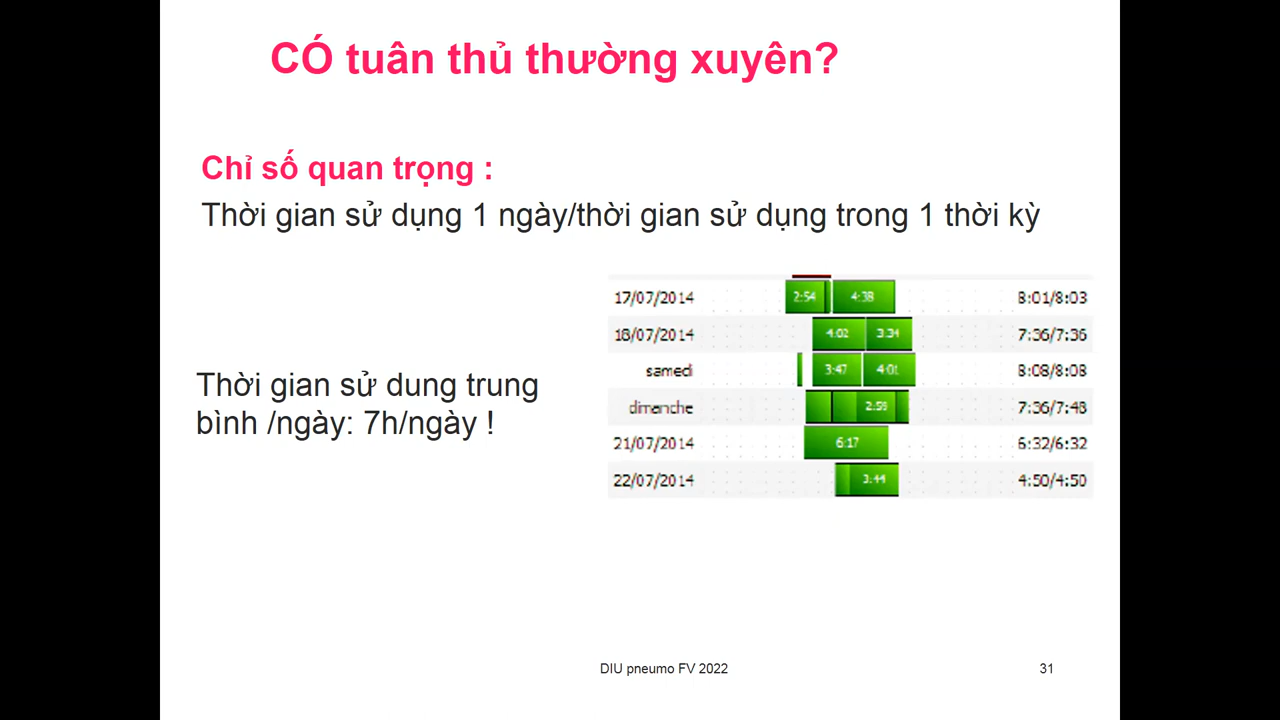 CÓ tuân thủ thường xuyên?
Chỉ số quan trọng :
Thời gian sử dụng 1 ngày/thời gian sử dụng trong 1 thời kỳ
17/07/2014 2:54 4:38 8:01/8:03
18/07/2014 4:02 3:34 7:36/7:36
samedi 3:47 4:01 8:08/8:08
Thời gian sử dung trung
bình /ngày: 7h/ngày !
dimanche 2:59 7:36/7:48
21/07/2014 6:17 6:32/6:32
22/07/2014 3:44 4:50/4:50
DIU pneumo FV 2022
31